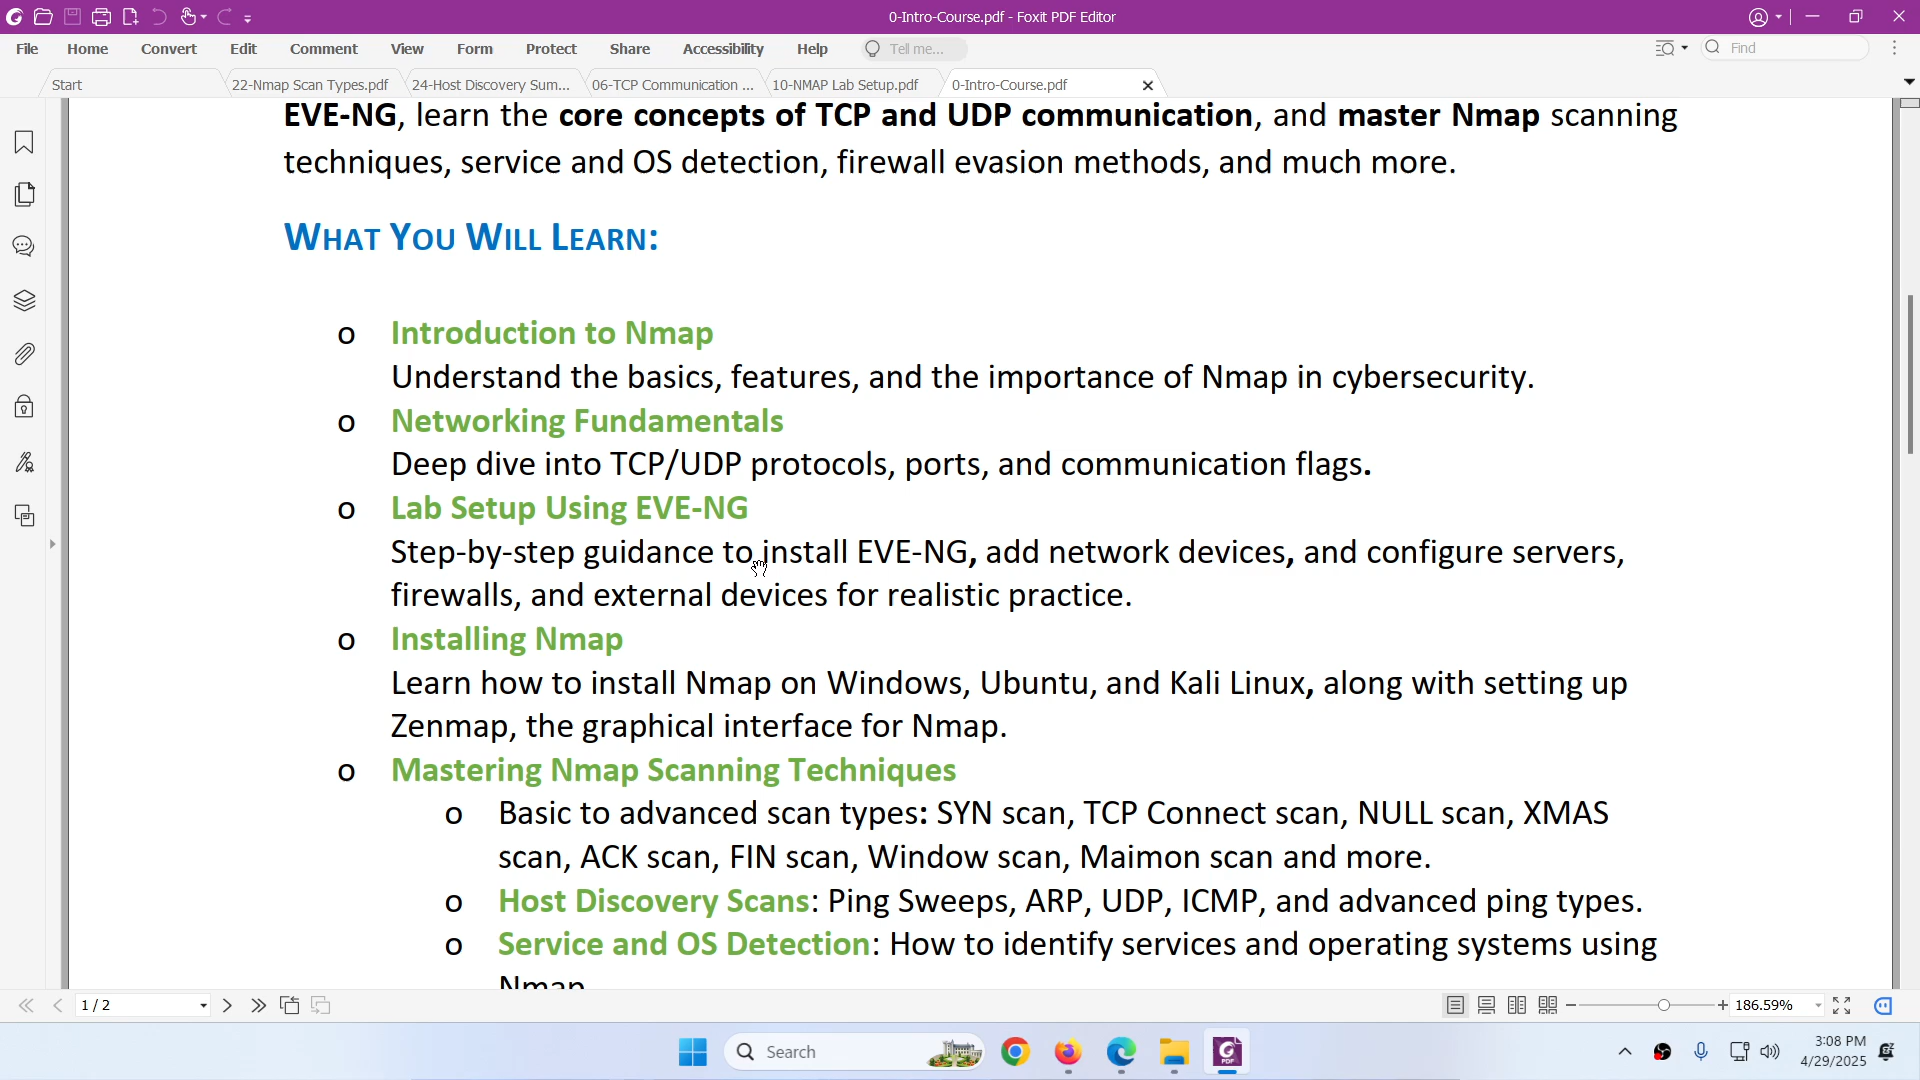 0-Intro-Course.pdf - Foxit PDF Editor
File Home Convert Edit Comment View Form Protect Share Accessibility Help Tell me... Find
Start 22-Nmap Scan Types.pdf 24-Host Discovery Sum... 06-TCP Communication ... 10-NMAP Lab Setup.pdf 0-Intro-Course.pdf
EVE-NG, learn the core concepts of TCP and UDP communication, and master Nmap scanning
techniques, service and OS detection, firewall evasion methods, and much more.
WHAT YOU WILL LEARN:
o Introduction to Nmap
Understand the basics, features, and the importance of Nmap in cybersecurity.
o Networking Fundamentals
Deep dive into TCP/UDP protocols, ports, and communication flags.
o Lab Setup Using EVE-NG
Step-by-step guidance to install EVE-NG, add network devices, and configure servers,
firewalls, and external devices for realistic practice.
o Installing Nmap
Learn how to install Nmap on Windows, Ubuntu, and Kali Linux, along with setting up
Zenmap, the graphical interface for Nmap.
o Mastering Nmap Scanning Techniques
o Basic to advanced scan types: SYN scan, TCP Connect scan, NULL scan, XMAS
scan, ACK scan, FIN scan, Window scan, Maimon scan and more.
o Host Discovery Scans: Ping Sweeps, ARP, UDP, ICMP, and advanced ping types.
o Service and OS Detection: How to identify services and operating systems using
Nmap
1 / 2 186.59%
Search
3:08 PM
4/29/2025